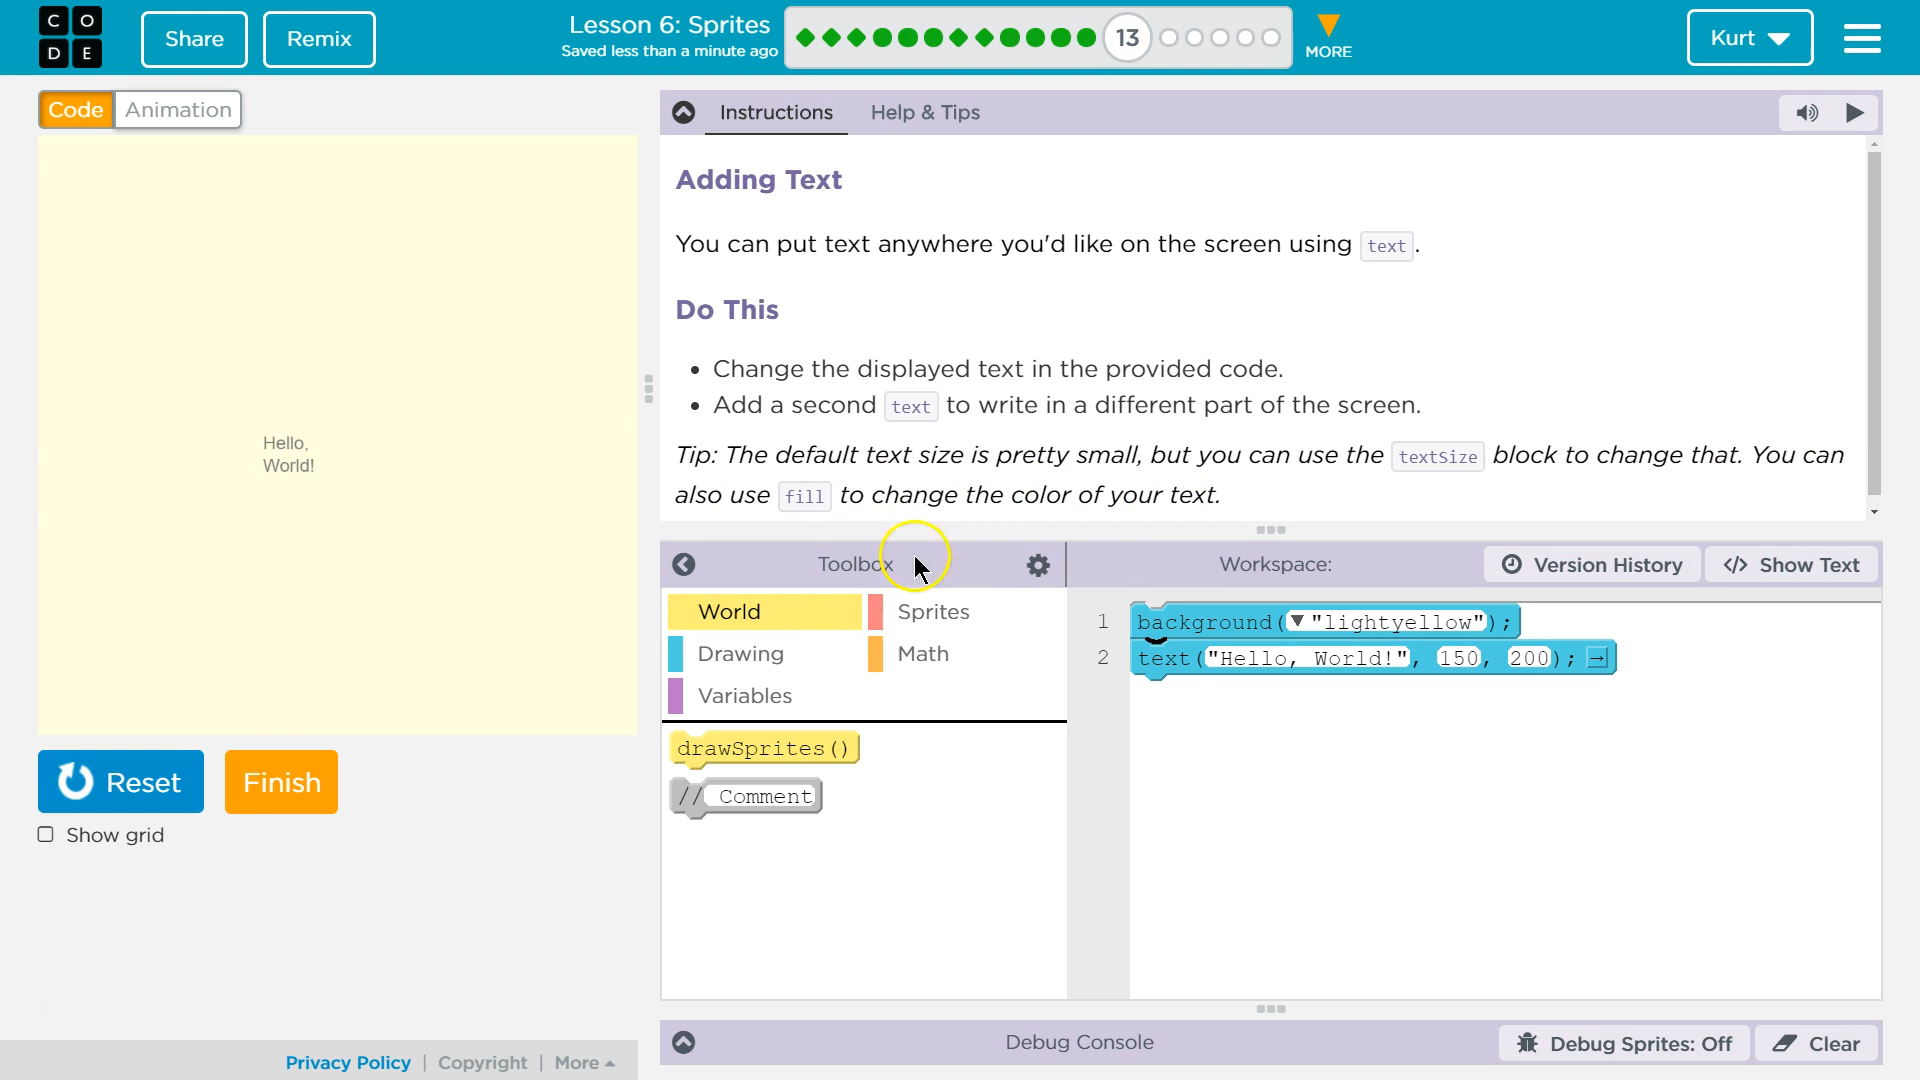 CODE
Share
Remix
Lesson 6: Sprites
Saved less than a minute ago
13
MORE
Kurt
Code
Animation
Instructions
Help & Tips
Adding Text
You can put text anywhere you'd like on the screen using text.
Do This
• Change the displayed text in the provided code.
• Add a second text to write in a different part of the screen.
Tip: The default text size is pretty small, but you can use the textSize block to change that. You can
also use fill to change the color of your text.
Hello,
World!
Reset
Finish
Show grid
Toolbox
World
Sprites
Drawing
Math
Variables
drawSprites()
// Comment
Workspace:
Version History
</> Show Text
1 background(▼"lightyellow");
2 text("Hello, World!", 150, 200); →
Debug Console
Debug Sprites: Off
Clear
Privacy Policy | Copyright | More